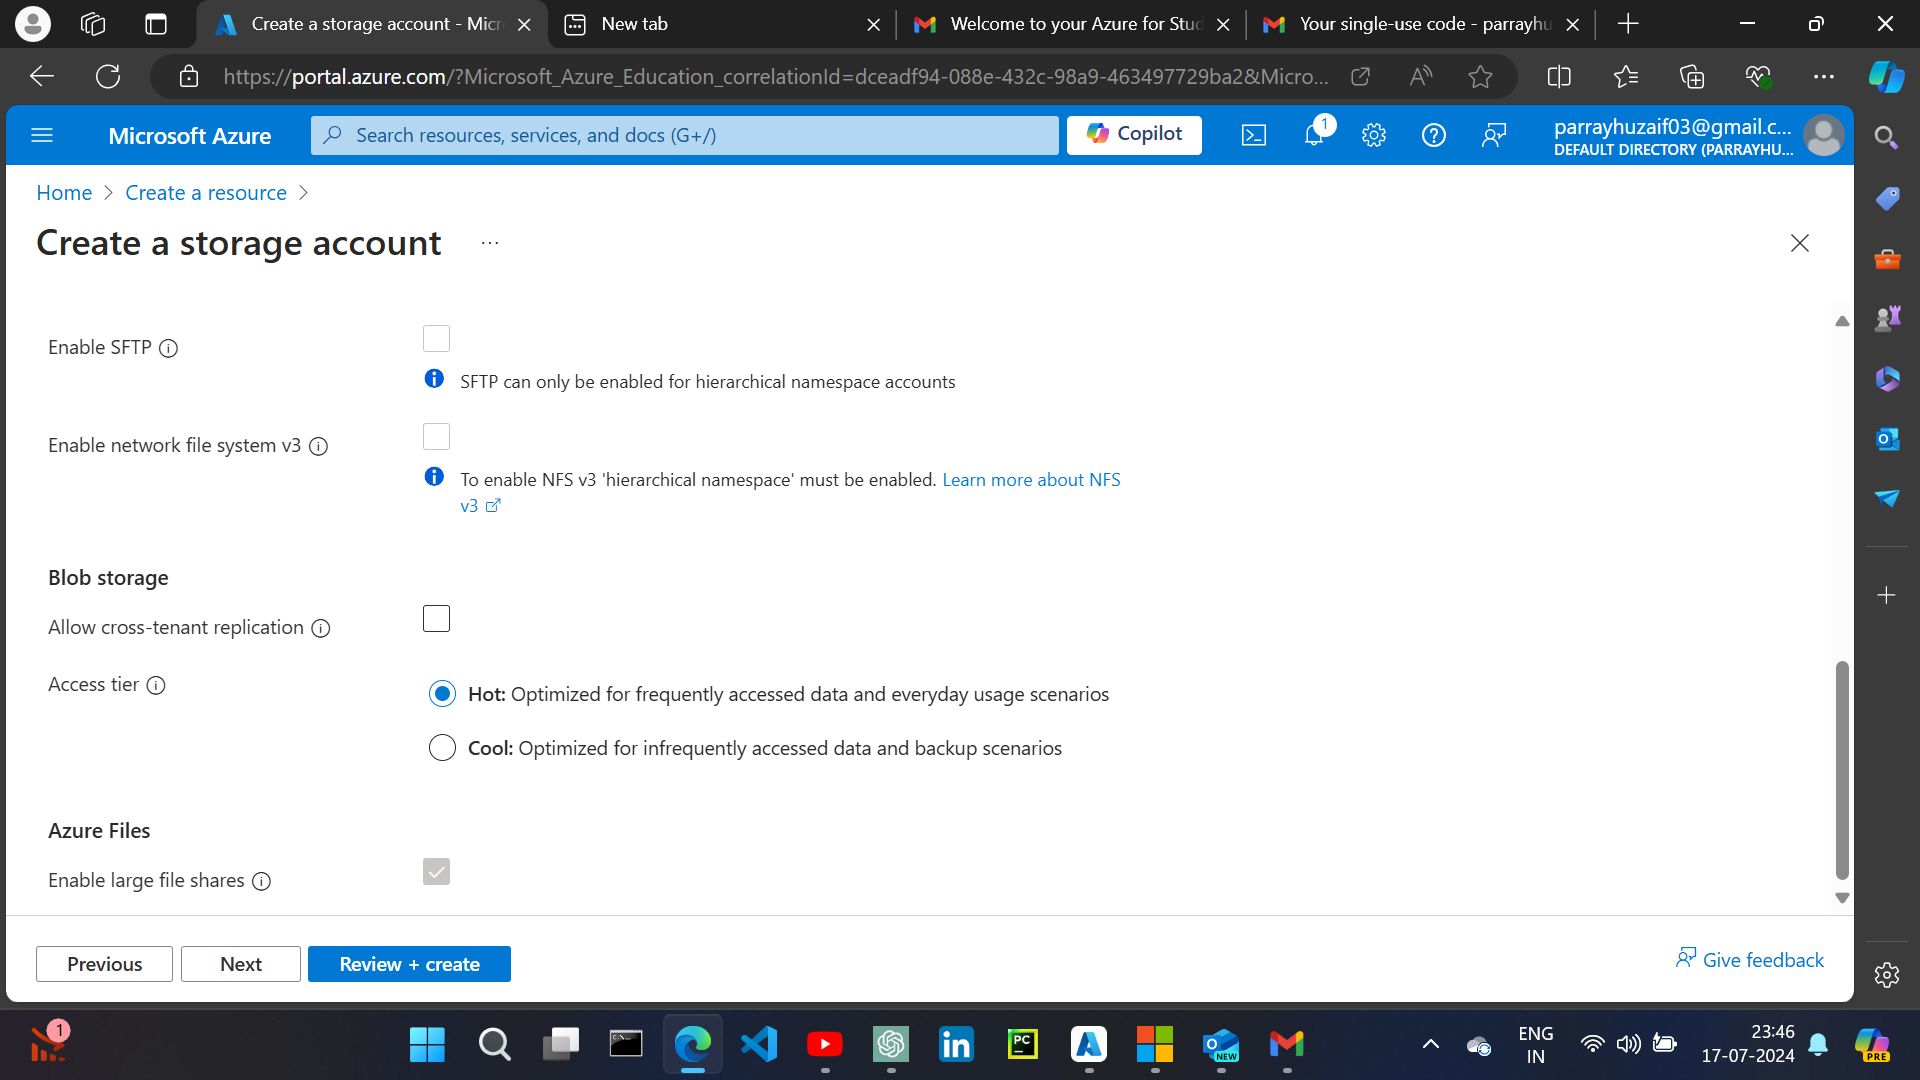 Create a storage account - Micr
New tab
Welcome to your Azure for Stud
Your single-use code - parrayhu
https://portal.azure.com/?Microsoft_Azure_Education_correlationId=dceadf94-088e-432c-98a9-463497729ba2&Micro...
Microsoft Azure
Search resources, services, and docs (G+/)
Copilot
1
parrayhuzaif03@gmail.c...
DEFAULT DIRECTORY (PARRAYHU...
Home > Create a resource >
Create a storage account ...
Enable SFTP
SFTP can only be enabled for hierarchical namespace accounts
Enable network file system v3
To enable NFS v3 'hierarchical namespace' must be enabled. Learn more about NFS
v3
Blob storage
Allow cross-tenant replication
Access tier
Hot: Optimized for frequently accessed data and everyday usage scenarios
Cool: Optimized for infrequently accessed data and backup scenarios
Azure Files
Enable large file shares
Previous
Next
Review + create
Give feedback
1
PC
NEW
ENG
IN
23:46
17-07-2024
PRE